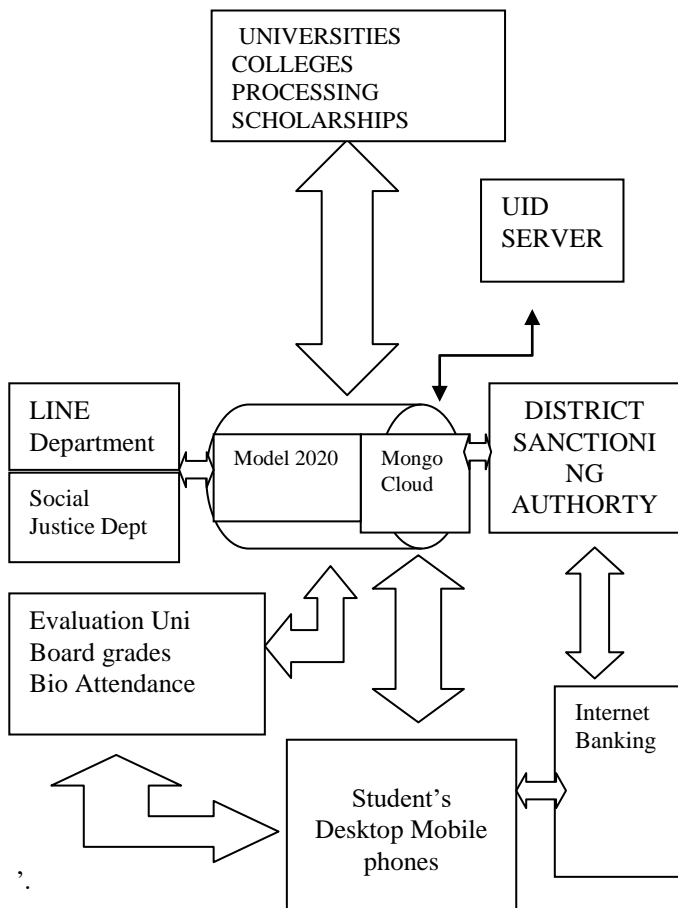 UNIVERSITIES
COLLEGES
PROCESSING
SCHOLARSHIPS
UID
SERVER
LINE
Department
Social
Justice Dept
Model 2020
Mongo
Cloud
DISTRICT
SANCTIONI
NG
AUTHORTY
Evaluation Uni
Board grades
Bio Attendance
Internet
Banking
Student’s
Desktop Mobile
phones
’.